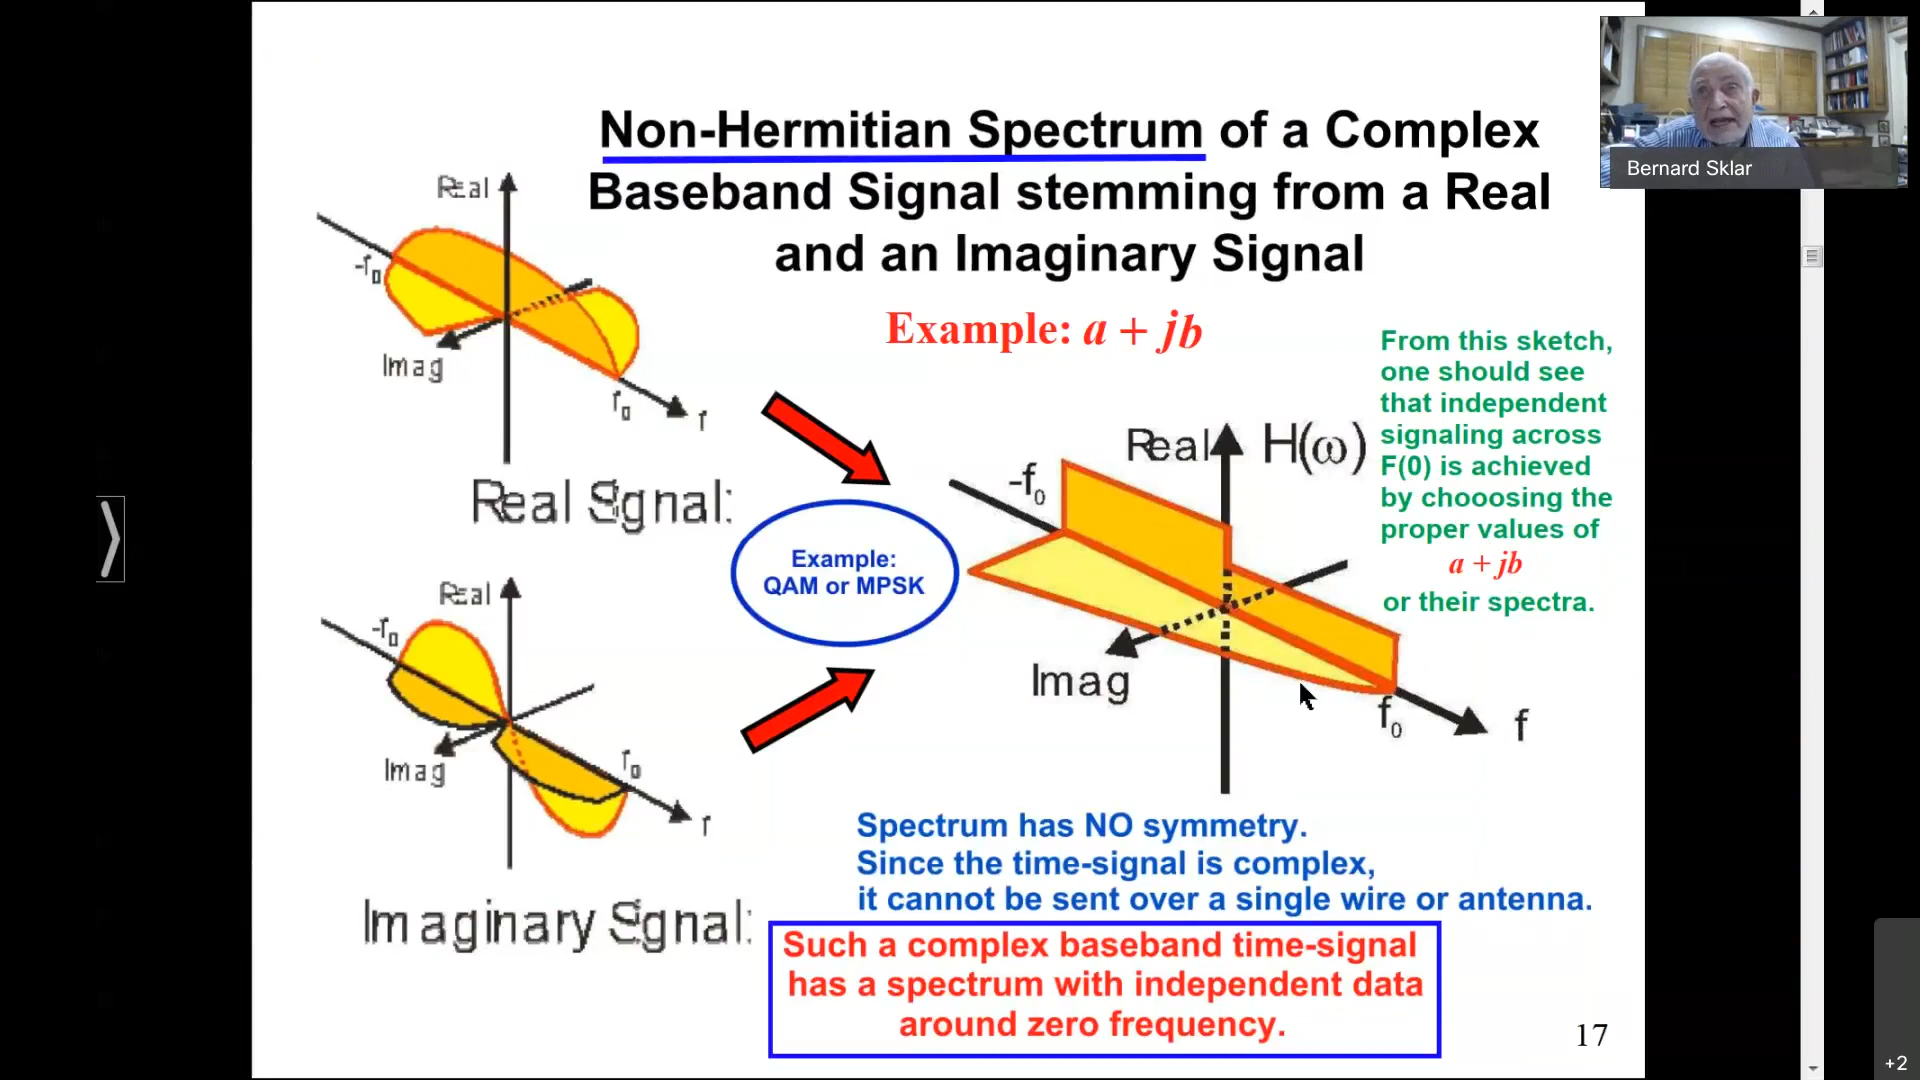 Non-Hermitian Spectrum of a Complex
Baseband Signal stemming from a Real
and an Imaginary Signal
Example: a + jb
Bernard Sklar
Real
-f0
Imag
f0
f
Real Signal:
Real
-f0
Imag
f0
f
Imaginary Signal:
Example:
QAM or MPSK
Real
H(ω)
-f0
Imag
f0
f
From this sketch,
one should see
that independent
signaling across
F(0) is achieved
by chooosing the
proper values of
a + jb
or their spectra.
Spectrum has NO symmetry.
Since the time-signal is complex,
it cannot be sent over a single wire or antenna.
Such a complex baseband time-signal
has a spectrum with independent data
around zero frequency.
17
+2